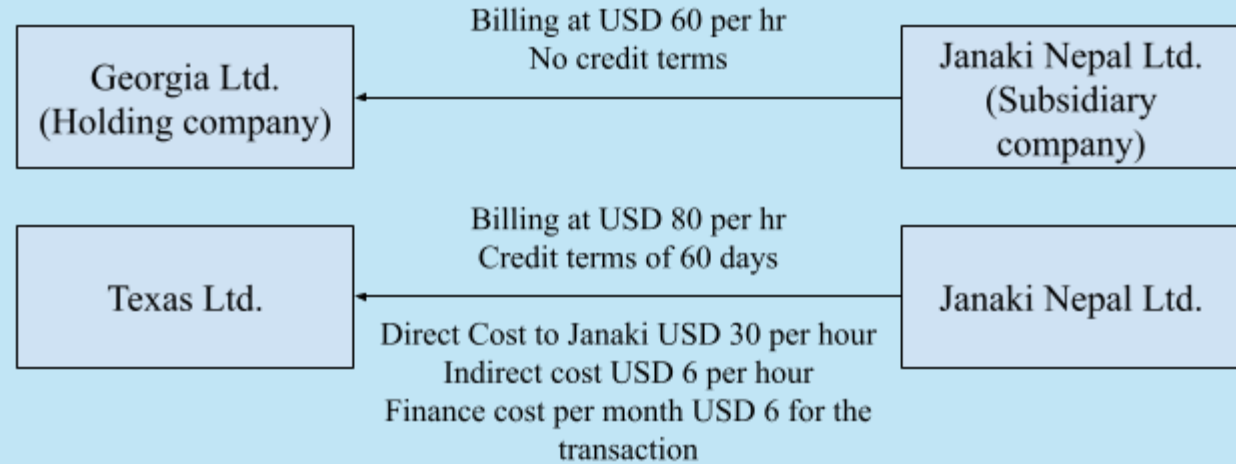 Billing at USD 60 per hr
No credit terms
Georgia Ltd.
(Holding company)
Janaki Nepal Ltd.
(Subsidiary
company)
Billing at USD 80 per hr
Credit terms of 60 days
Texas Ltd.
Janaki Nepal Ltd.
Direct Cost to Janaki USD 30 per hour
Indirect cost USD 6 per hour
Finance cost per month USD 6 for the
transaction